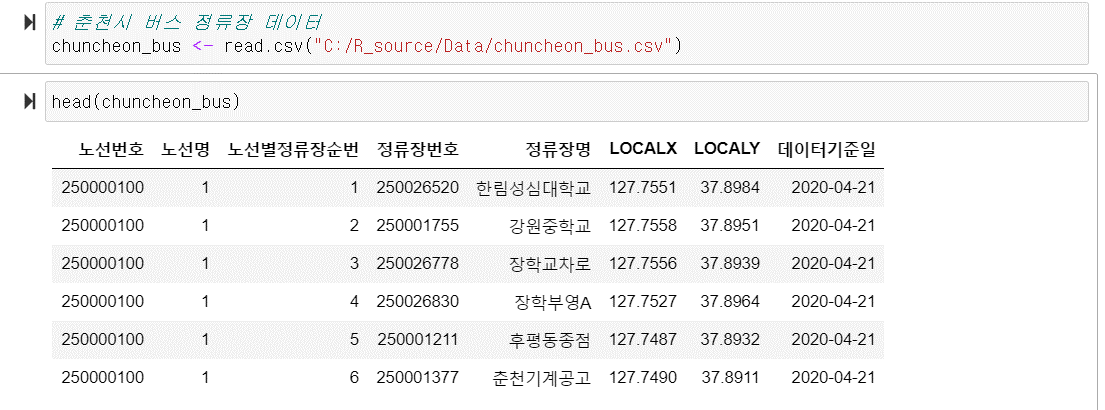 # 춘천시 버스 정류장 데이터
chuncheon_bus <- read.csv("C:/R_source/Data/chuncheon_bus.csv")
head(chuncheon_bus)
노선번호 노선명 노선별정류장순번 정류장번호 정류장명 LOCALX LOCALY 데이터기준일
250000100 1 1 250026520 한림성심대학교 127.7551 37.8984 2020-04-21
250000100 1 2 250001755 강원중학교 127.7558 37.8951 2020-04-21
250000100 1 3 250026778 장학교차로 127.7556 37.8939 2020-04-21
250000100 1 4 250026830 장학부영A 127.7527 37.8964 2020-04-21
250000100 1 5 250001211 후평동종점 127.7487 37.8932 2020-04-21
250000100 1 6 250001377 춘천기계공고 127.7490 37.8911 2020-04-21